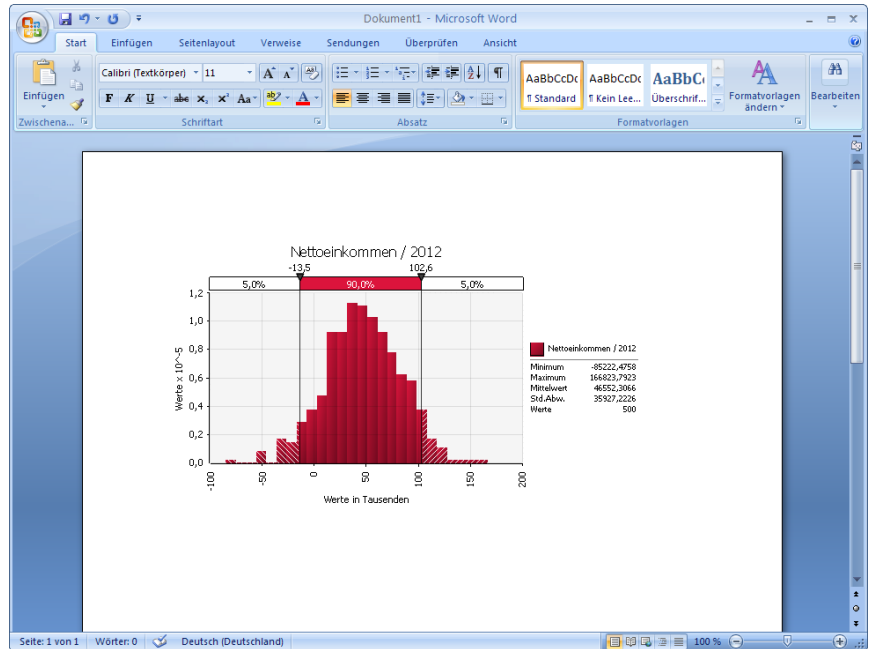 Dokument1 - Microsoft Word
Start Einfügen Seitenlayout Verweise Sendungen Überprüfen Ansicht
Calibri (Textkörper) 11
AaBbCcDc AaBbCcDc AaBbC
Einfügen
F K U abc x₂ x² Aa ab A
¶ Standard ¶ Kein Lee... Überschrif...
Formatvorlagen ändern
Bearbeiten
Zwischena... Schriftart Absatz Formatvorlagen
Nettoeinkommen / 2012
-13,5 102,6
5,0% 90,0% 5,0%
1,2
1,0
0,8
0,6
0,4
0,2
0,0
Werte x 10^-5
-100 -50 0 50 100 150 200
Werte in Tausenden
Nettoeinkommen / 2012
Minimum -85222,4758
Maximum 166823,7923
Mittelwert 46552,3066
Std.Abw. 35927,2226
Werte 500
Seite: 1 von 1 Wörter: 0 Deutsch (Deutschland) 100 %